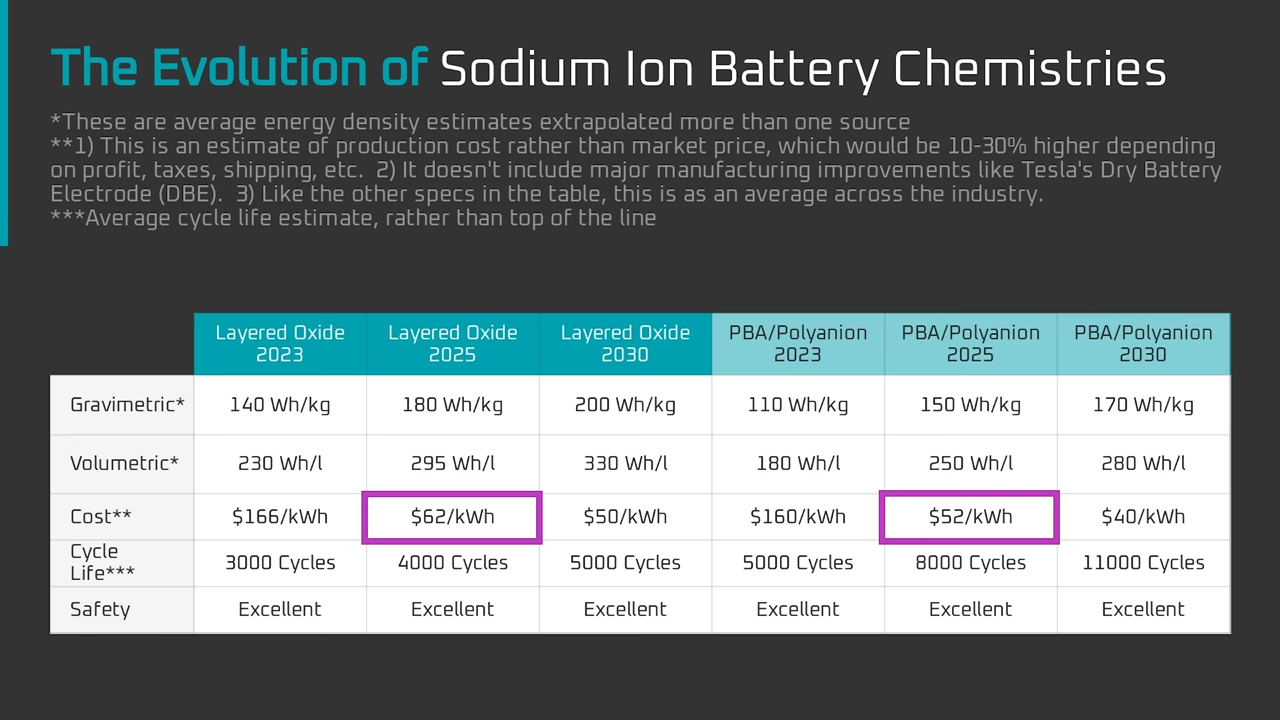 The Evolution of Sodium Ion Battery Chemistries
*These are average energy density estimates extrapolated more than one source
**1) This is an estimate of production cost rather than market price, which would be 10-30% higher depending
on profit, taxes, shipping, etc.  2) It doesn't include major manufacturing improvements like Tesla's Dry Battery
Electrode (DBE).  3) Like the other specs in the table, this is as an average across the industry.
***Average cycle life estimate, rather than top of the line
Layered Oxide 2023 Layered Oxide 2025 Layered Oxide 2030 PBA/Polyanion 2023 PBA/Polyanion 2025 PBA/Polyanion 2030
Gravimetric* 140 Wh/kg 180 Wh/kg 200 Wh/kg 110 Wh/kg 150 Wh/kg 170 Wh/kg
Volumetric* 230 Wh/l 295 Wh/l 330 Wh/l 180 Wh/l 250 Wh/l 280 Wh/l
Cost** $166/kWh $62/kWh $50/kWh $160/kWh $52/kWh $40/kWh
Cycle Life*** 3000 Cycles 4000 Cycles 5000 Cycles 5000 Cycles 8000 Cycles 11000 Cycles
Safety Excellent Excellent Excellent Excellent Excellent Excellent